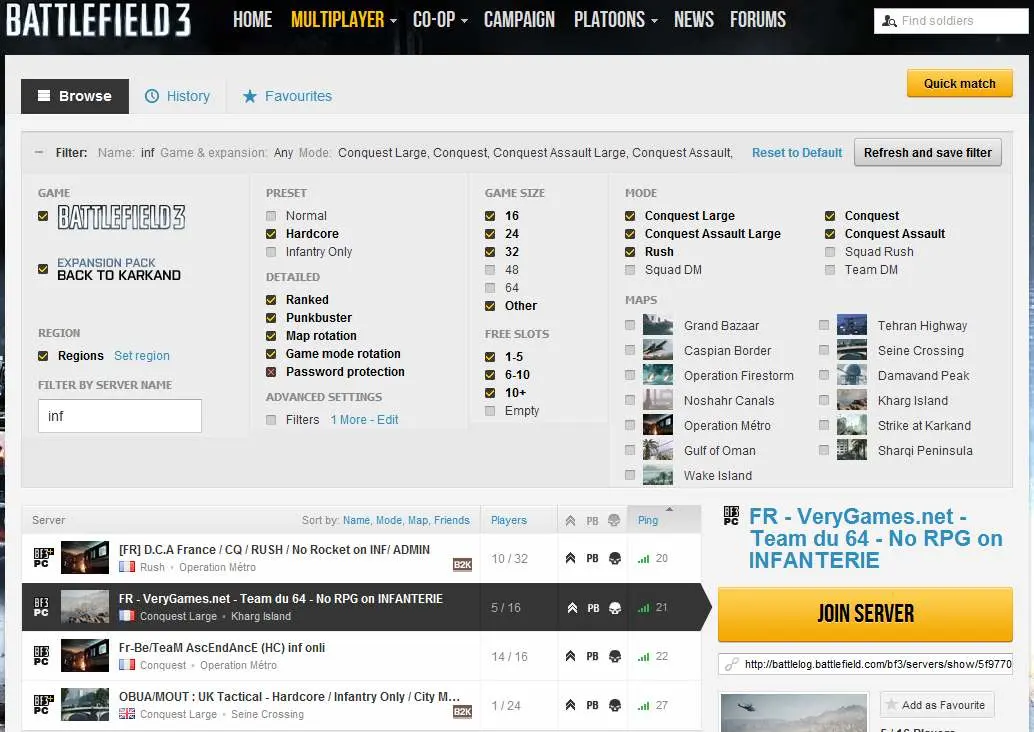 BATTLEFIELD 3
HOME MULTIPLAYER CO-OP CAMPAIGN PLATOONS NEWS FORUMS
Find soldiers
Browse History Favourites
Quick match
Filter: Name: inf Game & expansion: Any Mode: Conquest Large, Conquest, Conquest Assault Large, Conquest Assault,
Reset to Default
Refresh and save filter
GAME
BATTLEFIELD 3
EXPANSION PACK
BACK TO KARKAND
REGION
Regions Set region
FILTER BY SERVER NAME
inf
PRESET
Normal
Hardcore
Infantry Only
DETAILED
Ranked
Punkbuster
Map rotation
Game mode rotation
Password protection
ADVANCED SETTINGS
Filters 1 More - Edit
GAME SIZE
16
24
32
48
64
Other
FREE SLOTS
1-5
6-10
10+
Empty
MODE
Conquest Large Conquest
Conquest Assault Large Conquest Assault
Rush Squad Rush
Squad DM Team DM
MAPS
Grand Bazaar Tehran Highway
Caspian Border Seine Crossing
Operation Firestorm Damavand Peak
Noshahr Canals Kharg Island
Operation Métro Strike at Karkand
Gulf of Oman Sharqi Peninsula
Wake Island
Server Sort by: Name, Mode, Map, Friends Players PB Ping
BF3+ PC
[FR] D.C.A France / CQ / RUSH / No Rocket on INF/ ADMIN
Rush • Operation Métro
B2K
10 / 32 PB 20
BF3 PC
FR - VeryGames.net - Team du 64 - No RPG on INFANTERIE
Conquest Large • Kharg Island
5 / 16 PB 21
BF3 PC
Fr-Be/TeaM AscEndAncE (HC) inf onli
Conquest • Operation Métro
14 / 16 PB 22
BF3+ PC
OBUA/MOUT : UK Tactical - Hardcore / Infantry Only / City M...
Conquest Large • Seine Crossing
B2K
1 / 24 PB 27
BF3 PC
FR - VeryGames.net -
Team du 64 - No RPG on
INFANTERIE
JOIN SERVER
http://battlelog.battlefield.com/bf3/servers/show/5f9770
Add as Favourite
5 / 16 Players